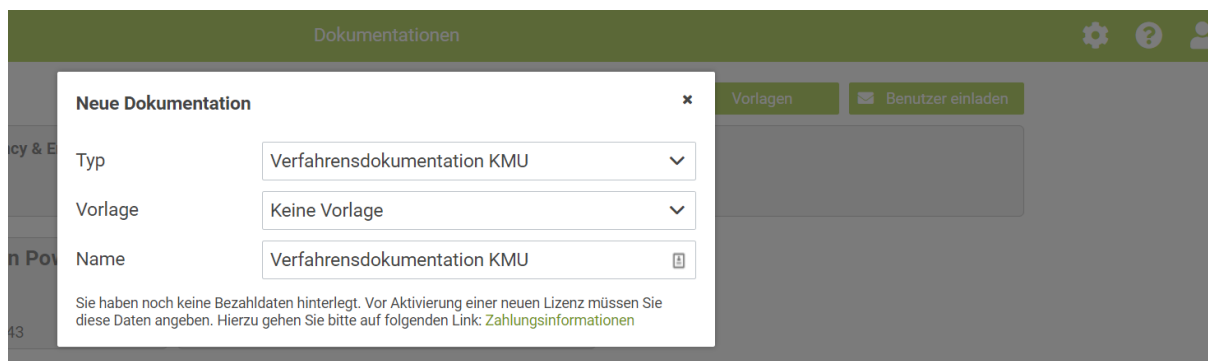 Dokumentationen
Neue Dokumentation
Vorlagen
Benutzer einladen
Typ
Verfahrensdokumentation KMU
Vorlage
Keine Vorlage
Name
Verfahrensdokumentation KMU
Sie haben noch keine Bezahldaten hinterlegt. Vor Aktivierung einer neuen Lizenz müssen Sie
diese Daten angeben. Hierzu gehen Sie bitte auf folgenden Link: Zahlungsinformationen
43